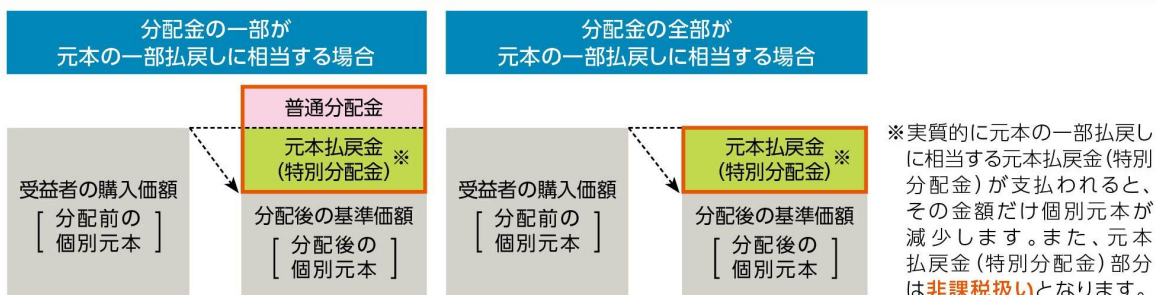 分配金の一部が
元本の一部払戻しに相当する場合
普通分配金
元本払戻金
(特別分配金)※
受益者の購入価額
[分配前の
個別元本]
分配後の基準価額
[分配後の
個別元本]
分配金の全部が
元本の一部払戻しに相当する場合
元本払戻金
(特別分配金)※
受益者の購入価額
[分配前の
個別元本]
分配後の基準価額
[分配後の
個別元本]
※実質的に元本の一部払戻し
に相当する元本払戻金(特別
分配金)が支払われると、
その金額だけ個別元本が
減少します。また、元本
払戻金(特別分配金)部分
は非課税扱いとなります。